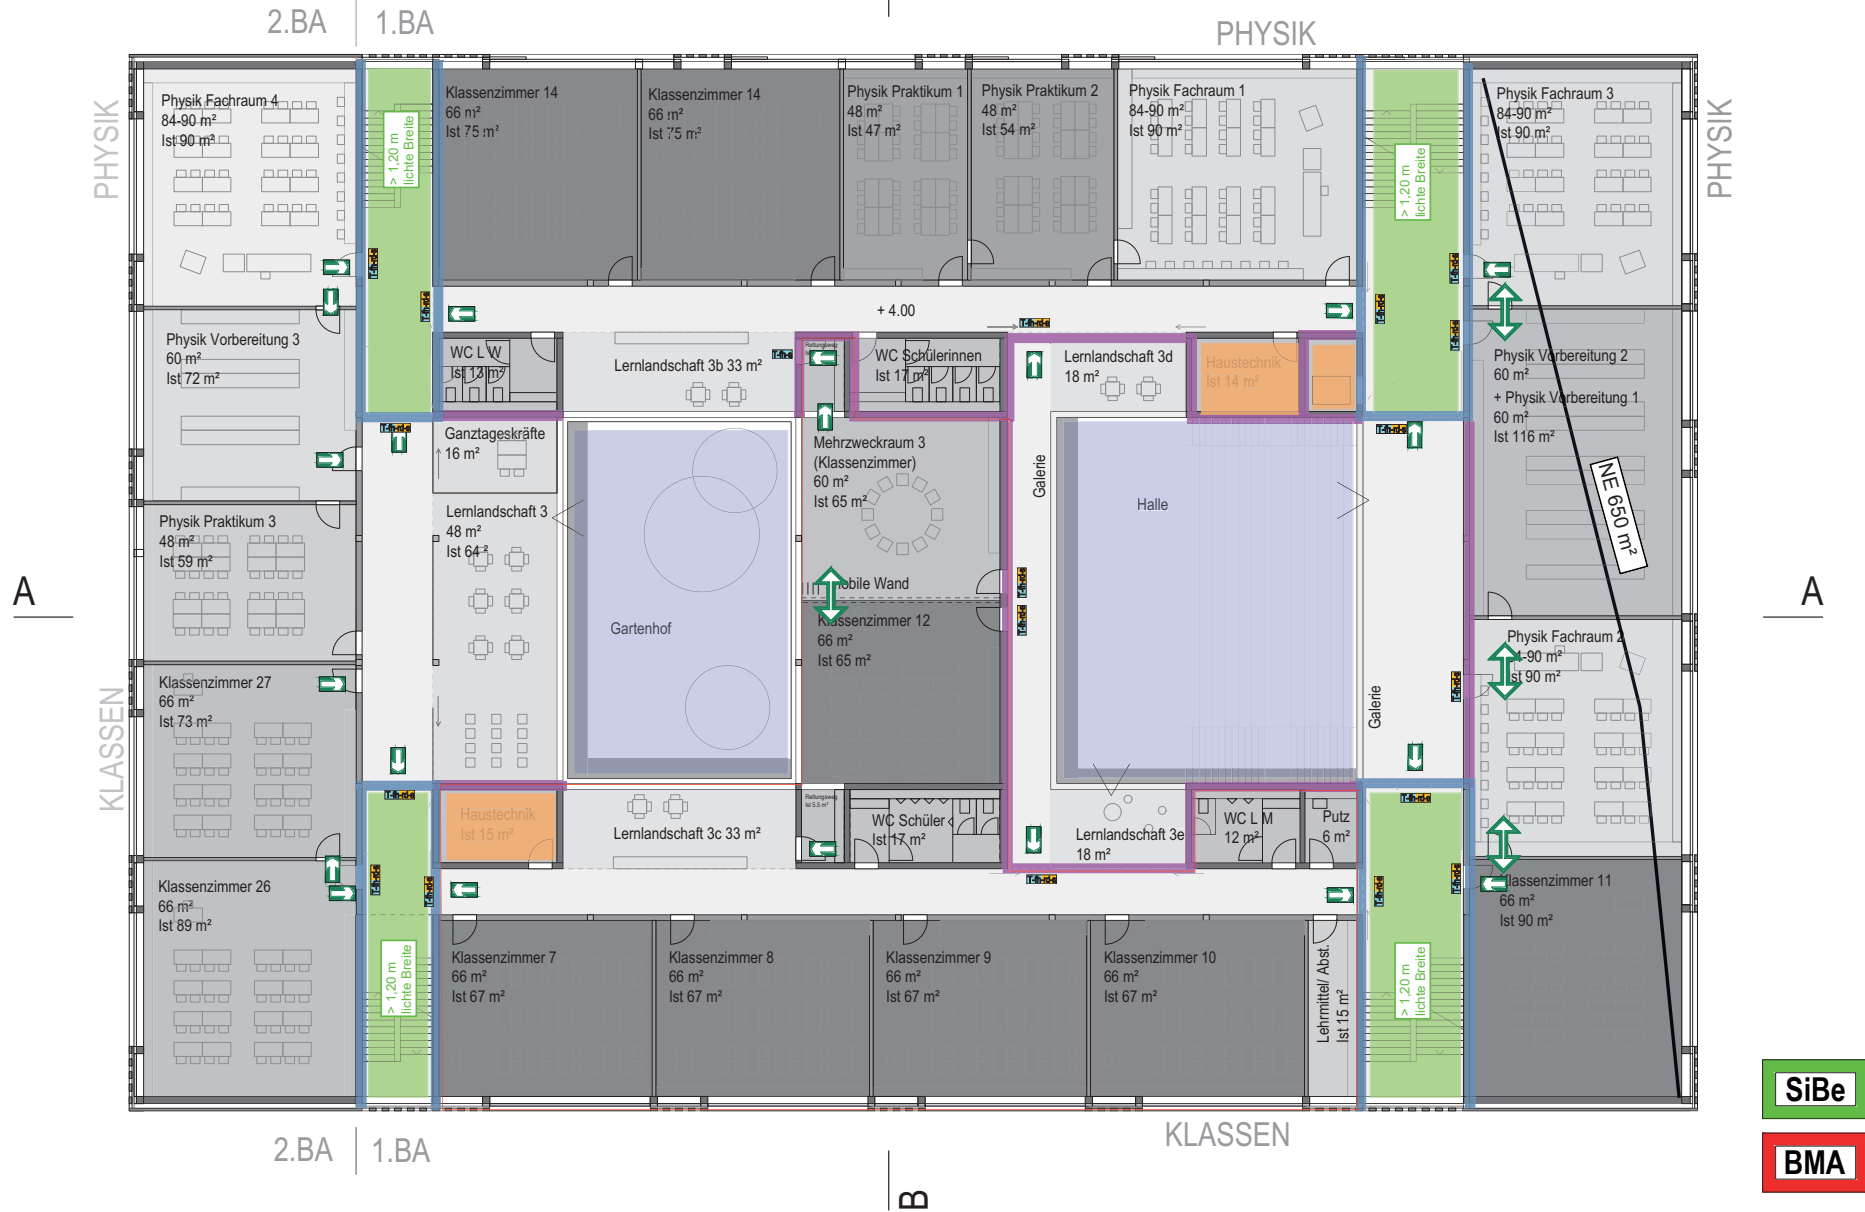 2.BA
1.BA
PHYSIK
PHYSIK
PHYSIK
Physik Fachraum 4
84-90 m²
Ist 90 m²
> 1,20 m
lichte Breite
Klassenzimmer 14
66 m²
Ist 75 m²
Klassenzimmer 14
66 m²
Ist 75 m²
Physik Praktikum 1
48 m²
Ist 47 m²
Physik Praktikum 2
48 m²
Ist 54 m²
Physik Fachraum 1
84-90 m²
Ist 90 m²
> 1,20 m
lichte Breite
Physik Fachraum 3
84-90 m²
Ist 90 m²
+ 4.00
Physik Vorbereitung 3
60 m²
Ist 72 m²
WC L W
Ist 13 m²
Lernlandschaft 3b 33 m²
Rettungsweg
WC Schülerinnen
Ist 17 m²
Lernlandschaft 3d
18 m²
Haustechnik
Ist 14 m²
Physik Vorbereitung 2
60 m²
+ Physik Vorbereitung 1
60 m²
Ist 116 m²
Ganztageskräfte
16 m²
Mehrzweckraum 3
(Klassenzimmer)
60 m²
Ist 65 m²
Galerie
Halle
NE 650 m²
Lernlandschaft 3
48 m²
Ist 64 ²
Physik Praktikum 3
48 m²
Ist 59 m²
A
A
obile Wand
Gartenhof
Klassenzimmer 12
66 m²
Ist 65 m²
Physik Fachraum 2
-90 m²
st 90 m²
KLASSEN
Klassenzimmer 27
66 m²
Ist 73 m²
Galerie
Haustechnik
Ist 15 m²
Lernlandschaft 3c 33 m²
Rettungsweg
Ist 5.5 m²
WC Schüler
Ist 17 m²
Lernlandschaft 3e
18 m²
WC L M
12 m²
Putz
6 m²
Klassenzimmer 26
66 m²
Ist 89 m²
lassenzimmer 11
66 m²
Ist 90 m²
> 1,20 m
lichte Breite
Klassenzimmer 7
66 m²
Ist 67 m²
Klassenzimmer 8
66 m²
Ist 67 m²
Klassenzimmer 9
66 m²
Ist 67 m²
Klassenzimmer 10
66 m²
Ist 67 m²
Lehrmittel/ Abst.
Ist 15 m²
> 1,20 m
lichte Breite
SiBe
BMA
KLASSEN
2.BA
1.BA
B